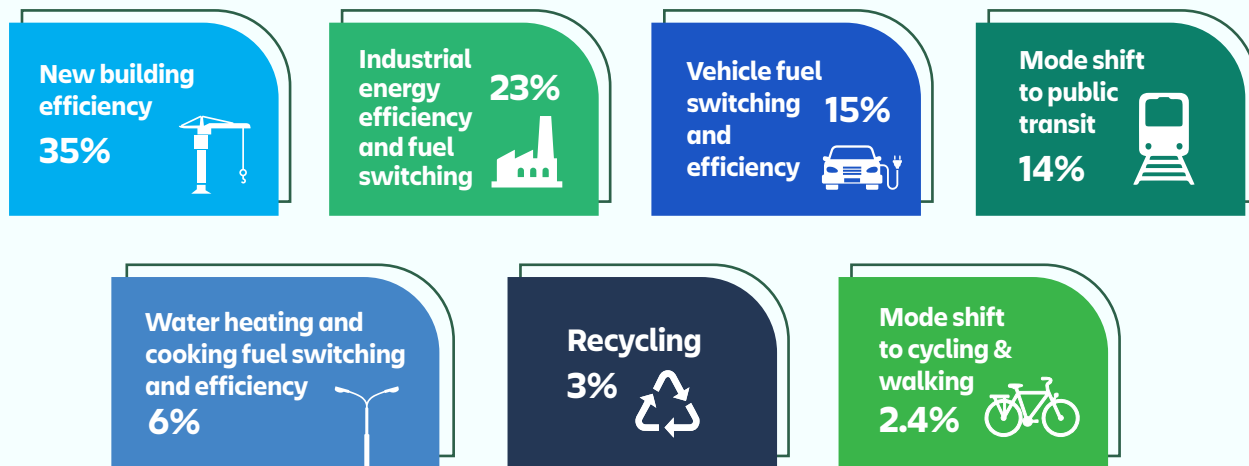 New building
efficiency
35%
Industrial
energy
efficiency
and fuel
switching
23%
Vehicle fuel
switching
and
efficiency
15%
Mode shift
to public
transit
14%
Water heating and
cooking fuel switching
and efficiency
6%
Recycling
3%
Mode shift
to cycling &
walking
2.4%